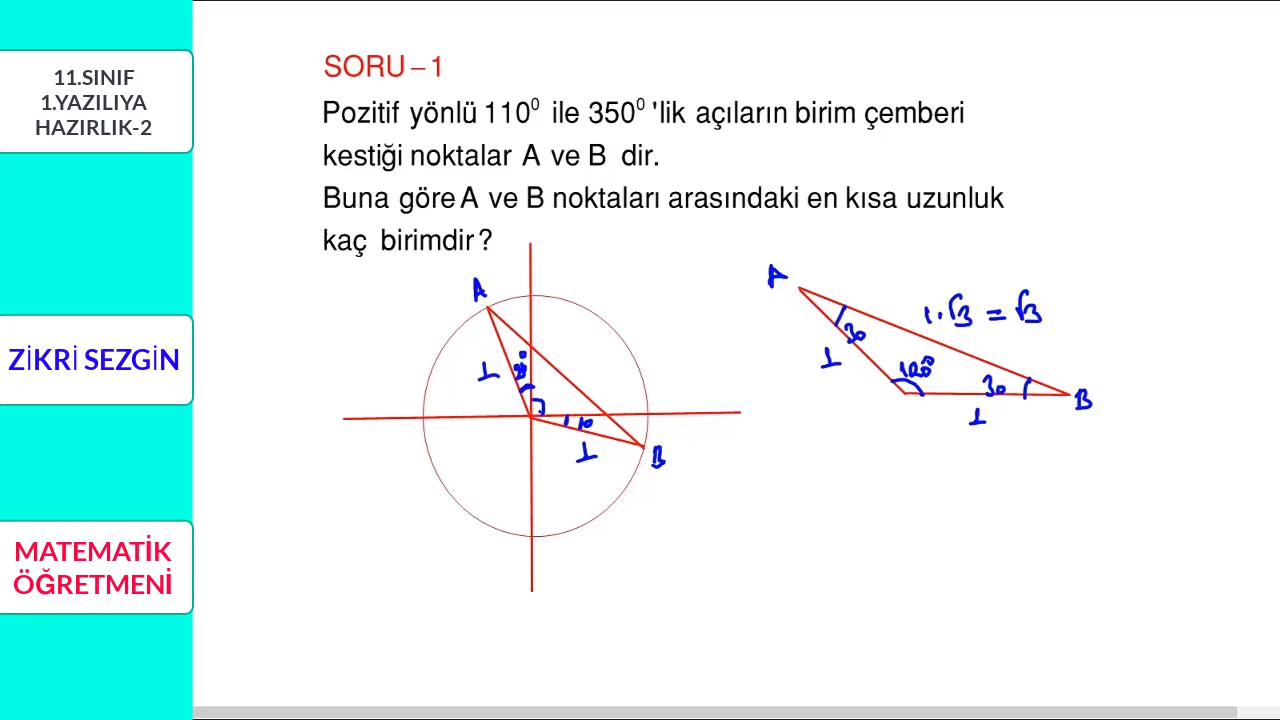 11.SINIF
1.YAZILIYA
HAZIRLIK-2
ZİKRİ SEZGİN
MATEMATİK
ÖĞRETMENİ
SORU – 1
Pozitif yönlü 110⁰ ile 350⁰ 'lik açıların birim çemberi
kestiği noktalar A ve B dir.
Buna göre A ve B noktaları arasındaki en kısa uzunluk
kaç birimdir ?
A
1
10
1
B
A
1.√3 = √3
30
1
120°
30
B
1